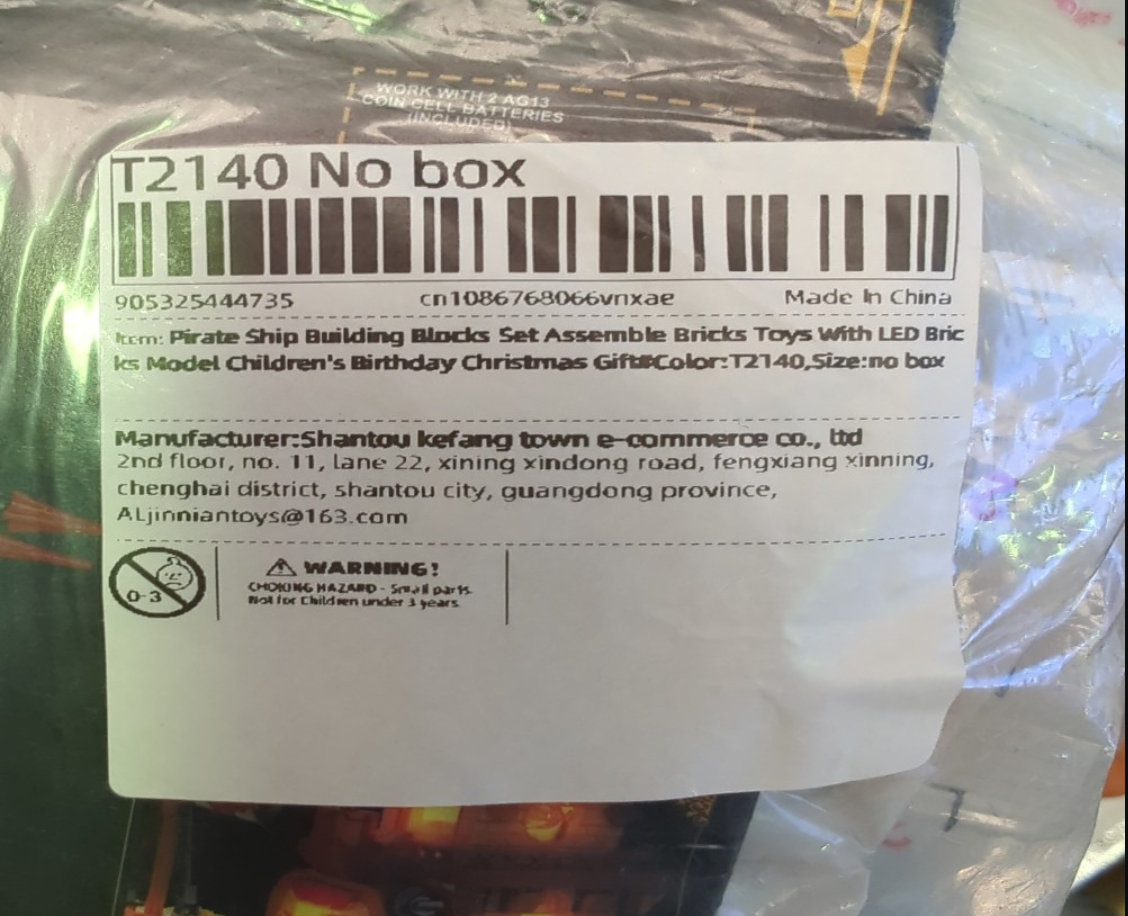 WORK WITH 2 AG13
COIN CELL BATTERIES
(INCLUDED)
T2140 No box
905325444735 cn1086768066vnxae Made In China
Item: Pirate Ship Building Blocks Set Assemble Bricks Toys With LED Bric
ks Model Children's Birthday Christmas Gift#Color:T2140,Size:no box
Manufacturer:Shantou kefang town e-commerce co., ltd
2nd floor, no. 11, lane 22, xining xindong road, fengxiang xinning,
chenghai district, shantou city, guangdong province,
ALjinniantoys@163.com
0-3
WARNING!
CHOKING HAZARD - Small parts.
Not for Children under 3 years.